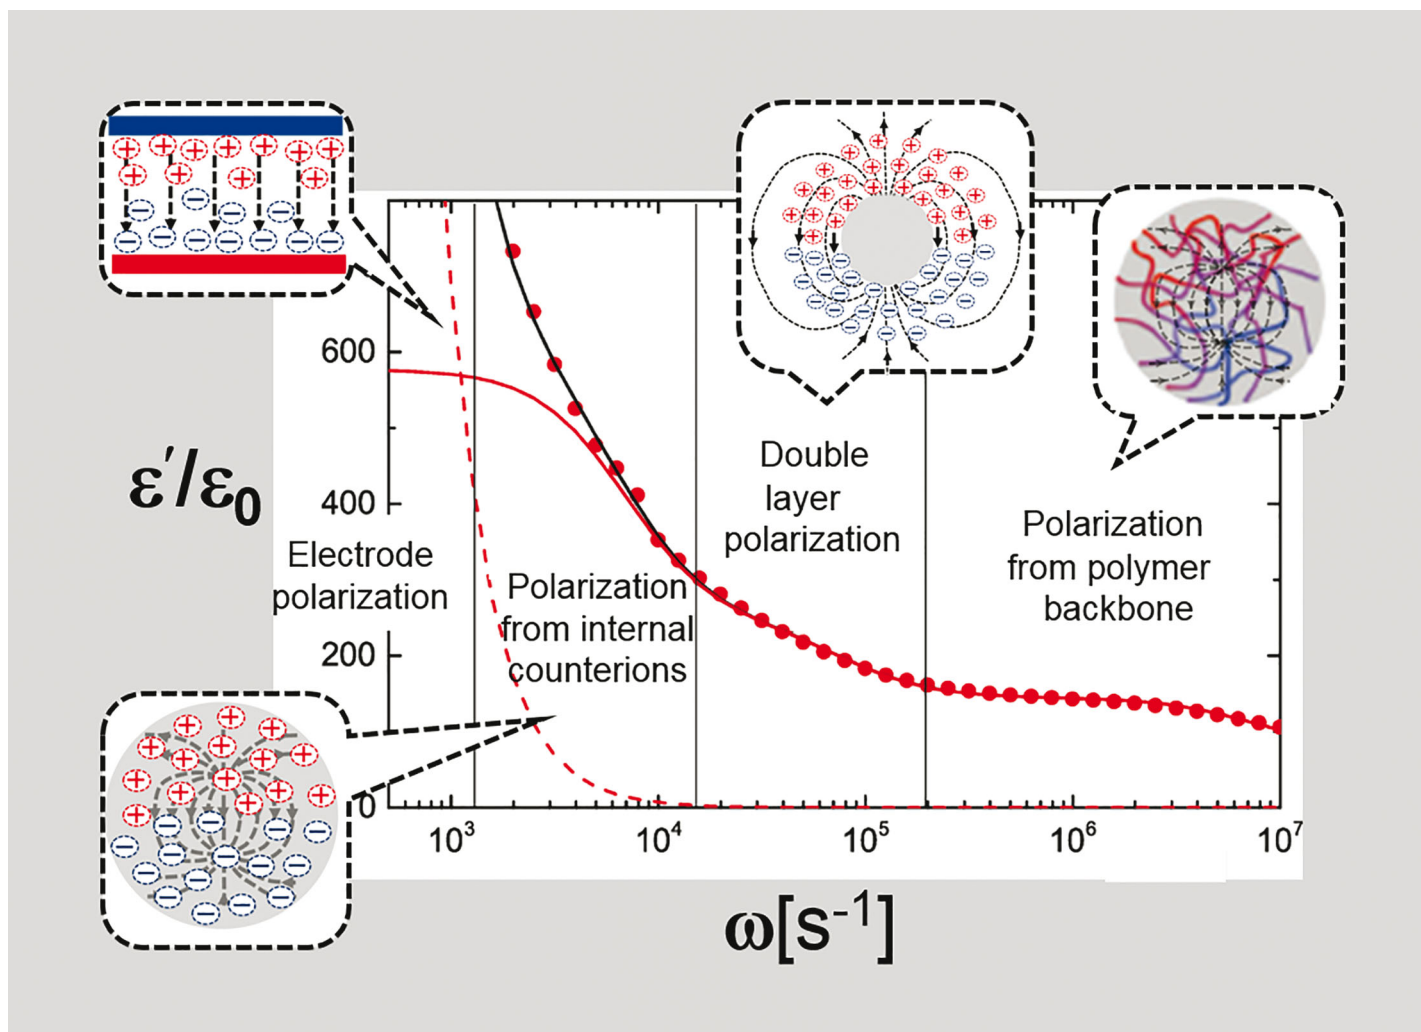 600
400
200
0
ε′/ε₀
Electrode
polarization
Polarization
from internal
counterions
Double
layer
polarization
Polarization
from polymer
backbone
10³
10⁴
10⁵
10⁶
10⁷
ω[S⁻¹]